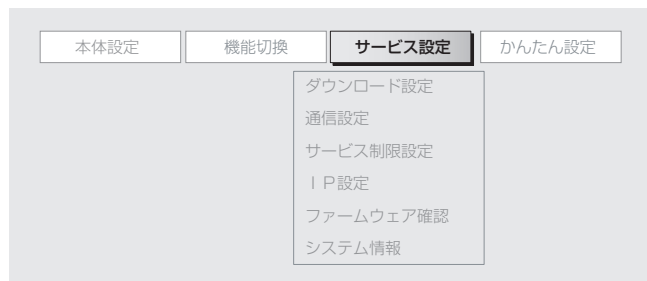 本体設定 機能切換 サービス設定 かんたん設定
ダウンロード設定
通信設定
サービス制限設定
ＩＰ設定
ファームウェア確認
システム情報